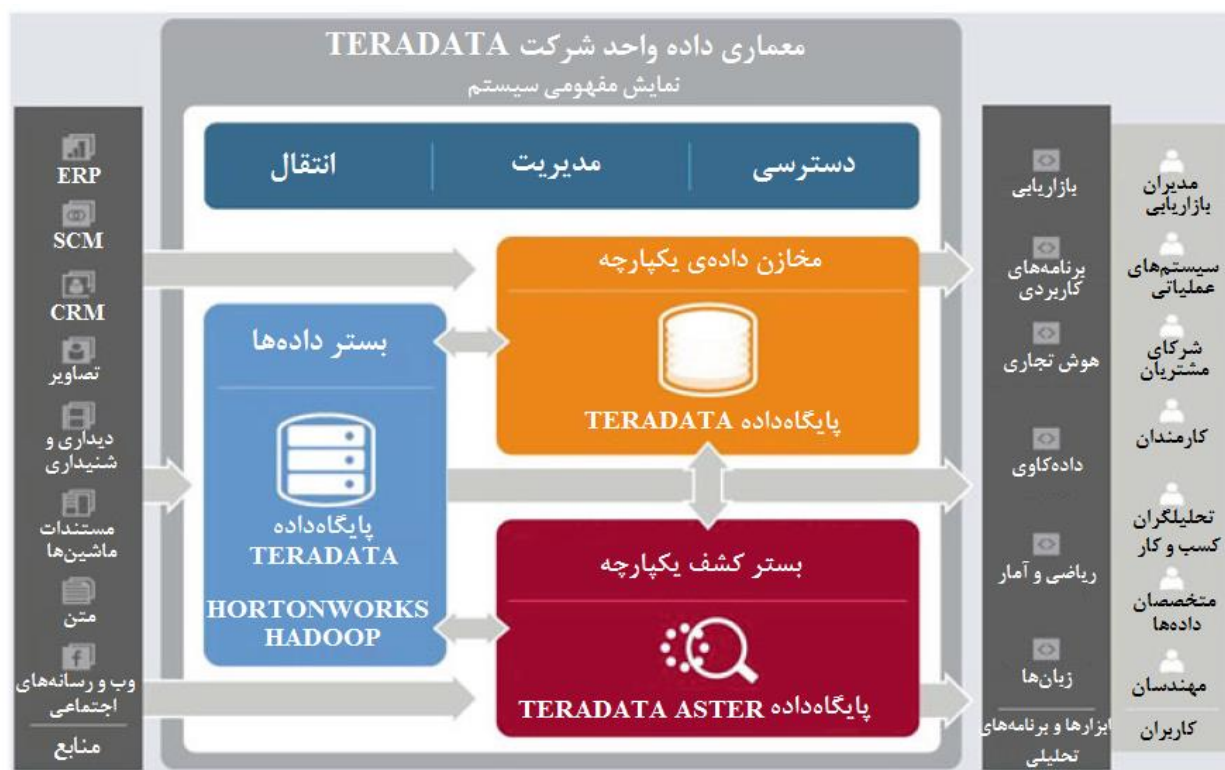 معماری داده واحد شرکت TERADATA
نمایش مفهومی سیستم
دسترسی
مدیریت
انتقال
مدیران
بازاریابی
سیستم‌های
عملیاتی
شرکای
مشتریان
کارمندان
تحلیلگران
کسب و کار
متخصصان
داده‌ها
مهندسان
کاربران
بازاریابی
برنامه‌های
کاربردی
هوش تجاری
داده‌کاوی
ریاضی و آمار
زیان‌ها
ابزارها و برنامه‌های
تحلیلی
مخازن داده‌ی یکپارچه
پایگاه‌داده TERADATA
بستر کشف یکپارچه
پایگاه‌داده TERADATA ASTER
بستر داده‌ها
پایگاه‌داده
TERADATA
HORTONWORKS
HADOOP
ERP
SCM
CRM
تصاویر
دیداری و
شنیداری
مستندات
ماشین‌ها
متن
وب و رسانه‌های
اجتماعی
منابع